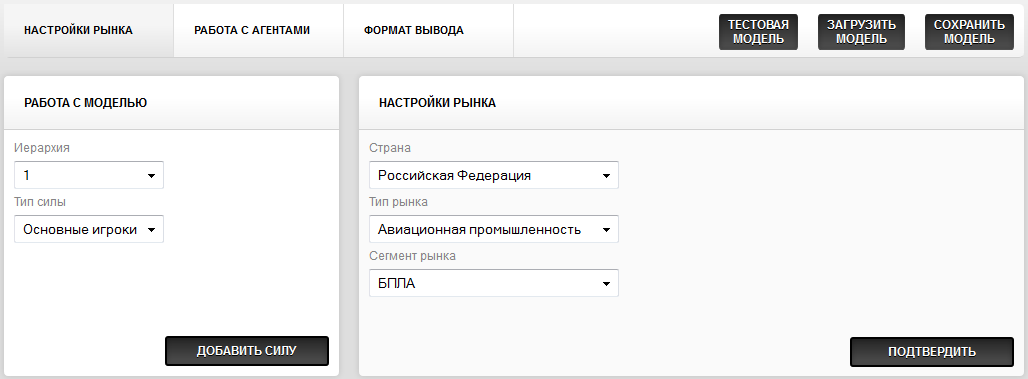 НАСТРОЙКИ РЫНКА
РАБОТА С АГЕНТАМИ
ФОРМАТ ВЫВОДА
ТЕСТОВАЯ
МОДЕЛЬ
ЗАГРУЗИТЬ
МОДЕЛЬ
СОХРАНИТЬ
МОДЕЛЬ
РАБОТА С МОДЕЛЬЮ
Иерархия
1
Тип силы
Основные игроки
ДОБАВИТЬ СИЛУ
НАСТРОЙКИ РЫНКА
Страна
Российская Федерация
Тип рынка
Авиационная промышленность
Сегмент рынка
БПЛА
ПОДТВЕРДИТЬ